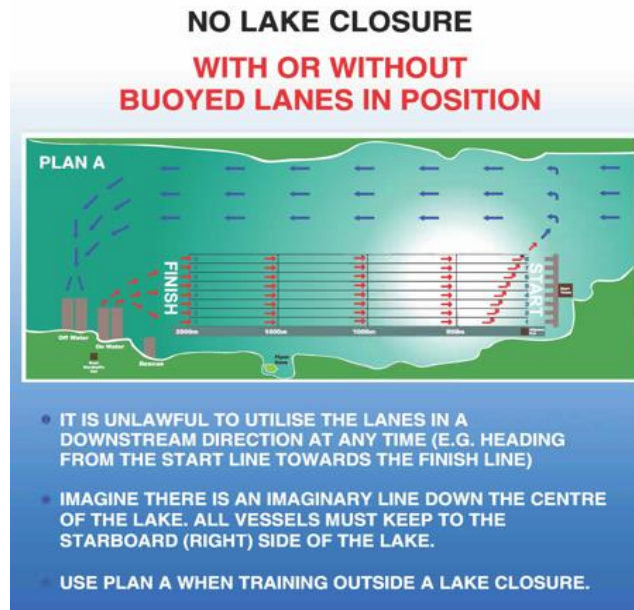 NO LAKE CLOSURE
WITH OR WITHOUT
BUOYED LANES IN POSITION
PLAN A
FINISH
START
2000m
1500m
1000m
500m
Off Water
On Water
Rescue
IT IS UNLAWFUL TO UTILISE THE LANES IN A
DOWNSTREAM DIRECTION AT ANY TIME (E.G. HEADING
FROM THE START LINE TOWARDS THE FINISH LINE)
IMAGINE THERE IS AN IMAGINARY LINE DOWN THE CENTRE
OF THE LAKE. ALL VESSELS MUST KEEP TO THE
STARBOARD (RIGHT) SIDE OF THE LAKE.
USE PLAN A WHEN TRAINING OUTSIDE A LAKE CLOSURE.